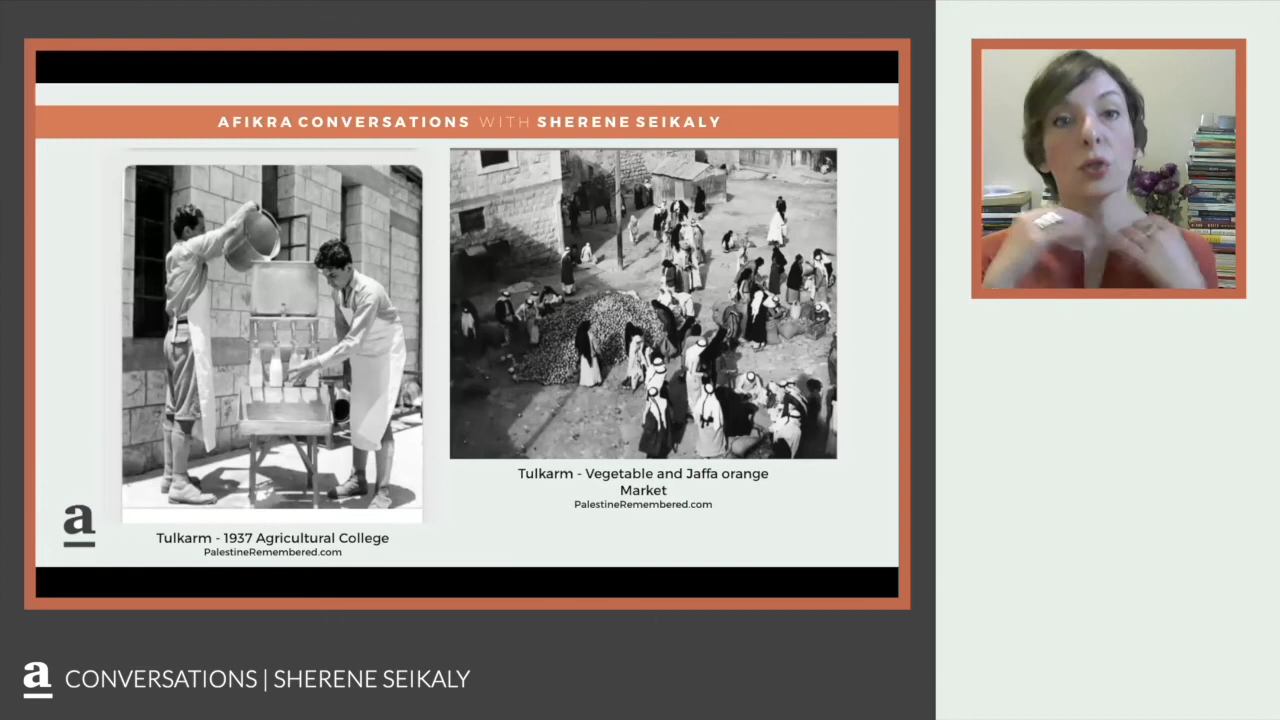 AFIKRA CONVERSATIONS WITH SHERENE SEIKALY
Tulkarm - Vegetable and Jaffa orange
Market
PalestineRemembered.com
a
Tulkarm - 1937 Agricultural College
PalestineRemembered.com
a CONVERSATIONS | SHERENE SEIKALY